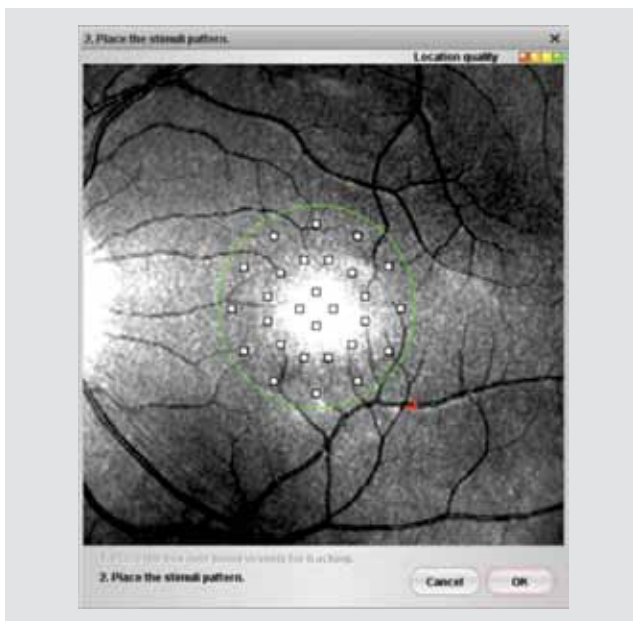 2. Place the stimuli pattern.
Location quality
2. Place the stimuli pattern.
Cancel
OK